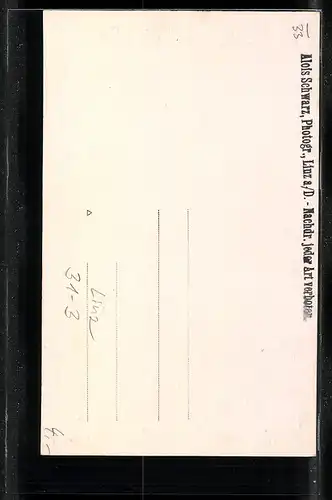 33
Alois Schwarz, Photogr., Linz a/D. - Nachdr. jeder Art verboten.
Linz
31-3